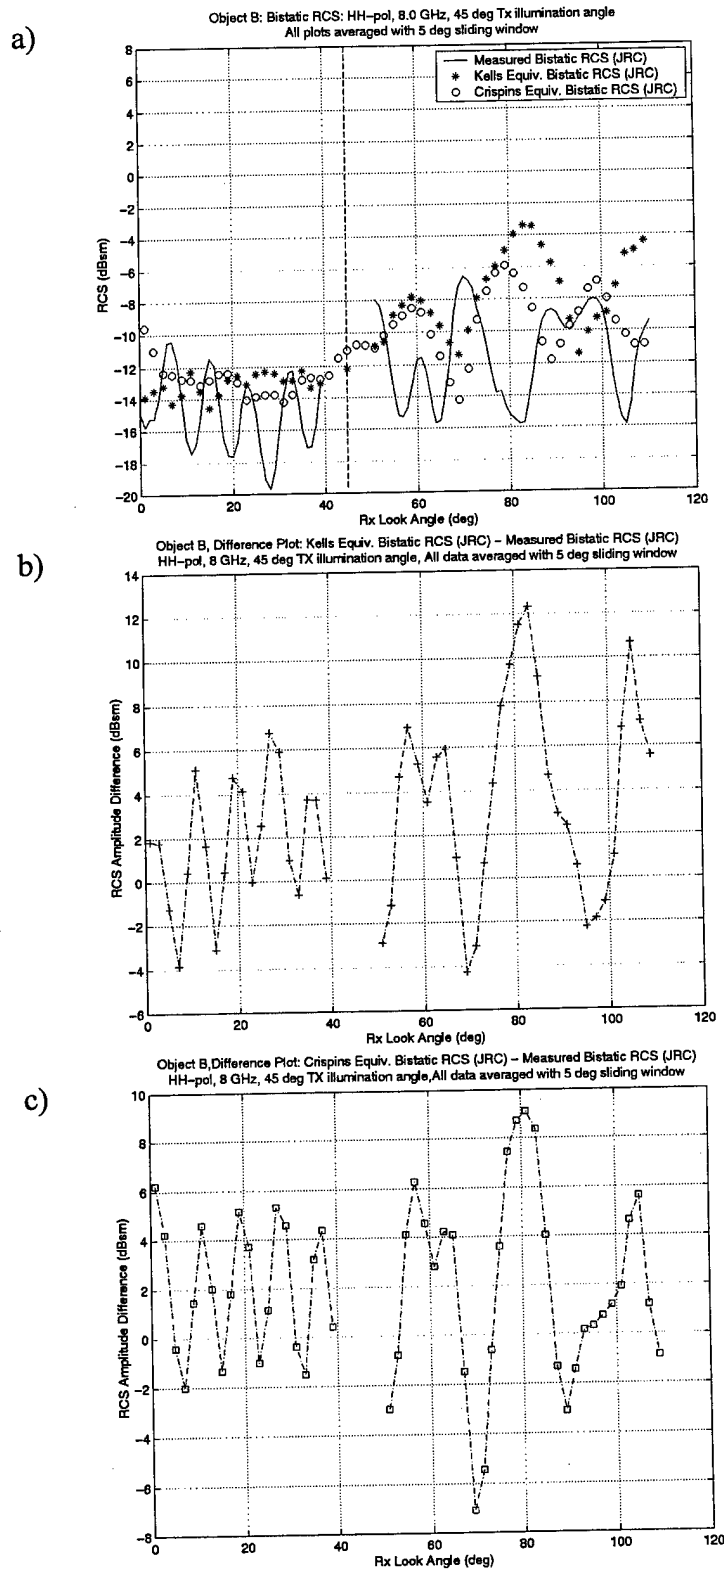 a)
Object B: Bistatic RCS: HH-pol, 8.0 GHz, 45 deg Tx illumination angle
All plots averaged with 5 deg sliding window
Measured Bistatic RCS (JRC)
Kells Equiv. Bistatic RCS (JRC)
Crispins Equiv. Bistatic RCS (JRC)
RCS (dBsm)
8
6
4
2
0
-2
-4
-6
-8
-10
-12
-14
-16
-18
-20
0 20 40 60 80 100 120
Rx Look Angle (deg)
b)
Object B, Difference Plot: Kells Equiv. Bistatic RCS (JRC) - Measured Bistatic RCS (JRC)
HH-pol, 8 GHz, 45 deg TX illumination angle, All data averaged with 5 deg sliding window
RCS Amplitude Difference (dBsm)
14
12
10
8
6
4
2
0
-2
-4
-6
0 20 40 60 80 100 120
Rx Look Angle (deg)
c)
Object B,Difference Plot: Crispins Equiv. Bistatic RCS (JRC) - Measured Bistatic RCS (JRC)
HH-pol, 8 GHz, 45 deg TX illumination angle,All data averaged with 5 deg sliding window
RCS Amplitude Difference (dBsm)
10
8
6
4
2
0
-2
-4
-6
-8
0 20 40 60 80 100 120
Rx Look Angle (deg)